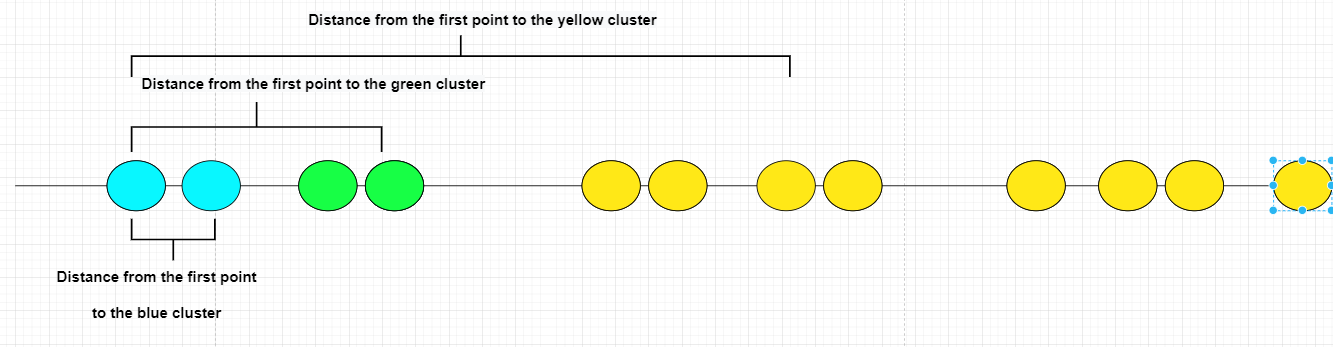 Distance from the first point to the yellow cluster
Distance from the first point to the green cluster
Distance from the first point
to the blue cluster